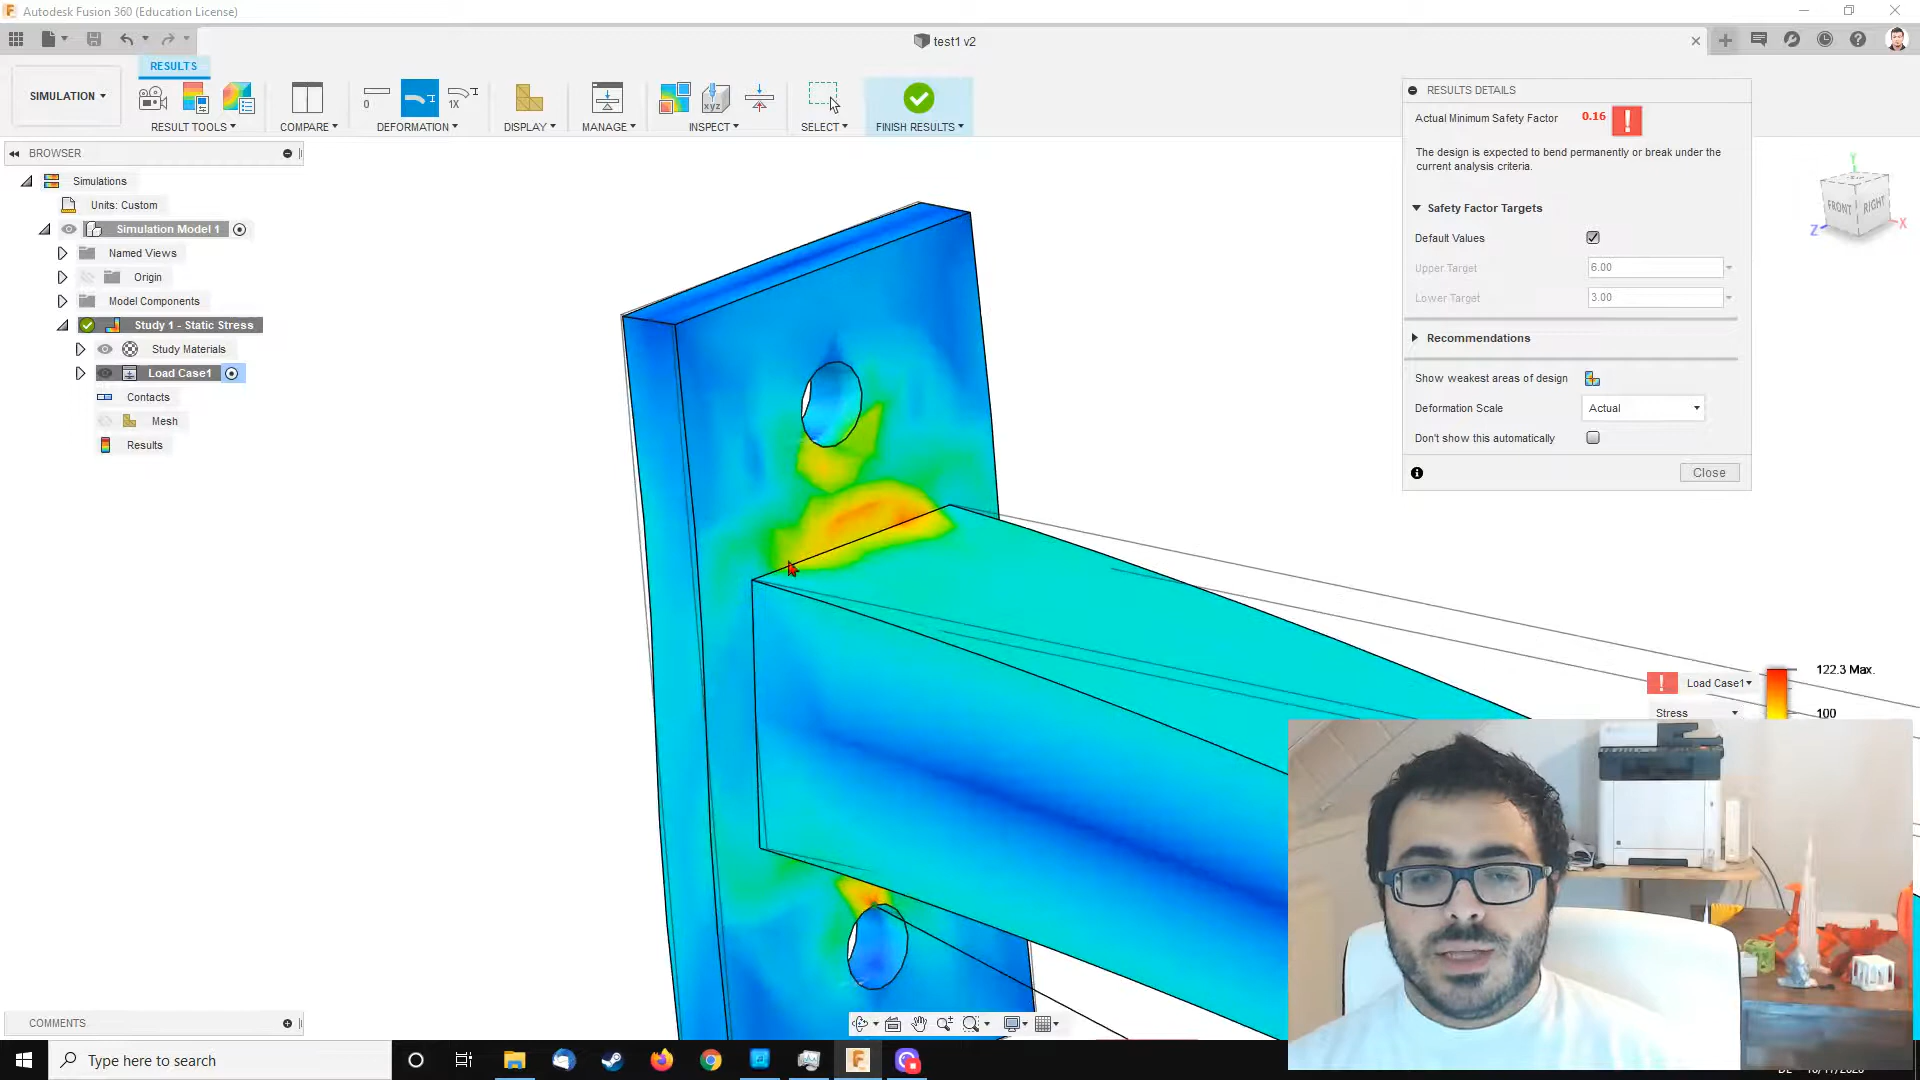 Autodesk Fusion 360 (Education License)
test1 v2
RESULTS
SIMULATION
0
1X
RESULT TOOLS
COMPARE
DEFORMATION
DISPLAY
MANAGE
INSPECT
SELECT
FINISH RESULTS
xyz
BROWSER
Simulations
Units: Custom
Simulation Model 1
Named Views
Origin
Model Components
Study 1 - Static Stress
Study Materials
Load Case1
Contacts
Mesh
Results
RESULTS DETAILS
Actual Minimum Safety Factor 0.16
The design is expected to bend permanently or break under the
current analysis criteria.
Safety Factor Targets
Default Values
Upper Target 6.00
Lower Target 3.00
Recommendations
Show weakest areas of design
Deformation Scale Actual
Don't show this automatically
Close
Y
FRONT
RIGHT
Z
X
122.3 Max.
Load Case1
Stress
100
COMMENTS
Type here to search